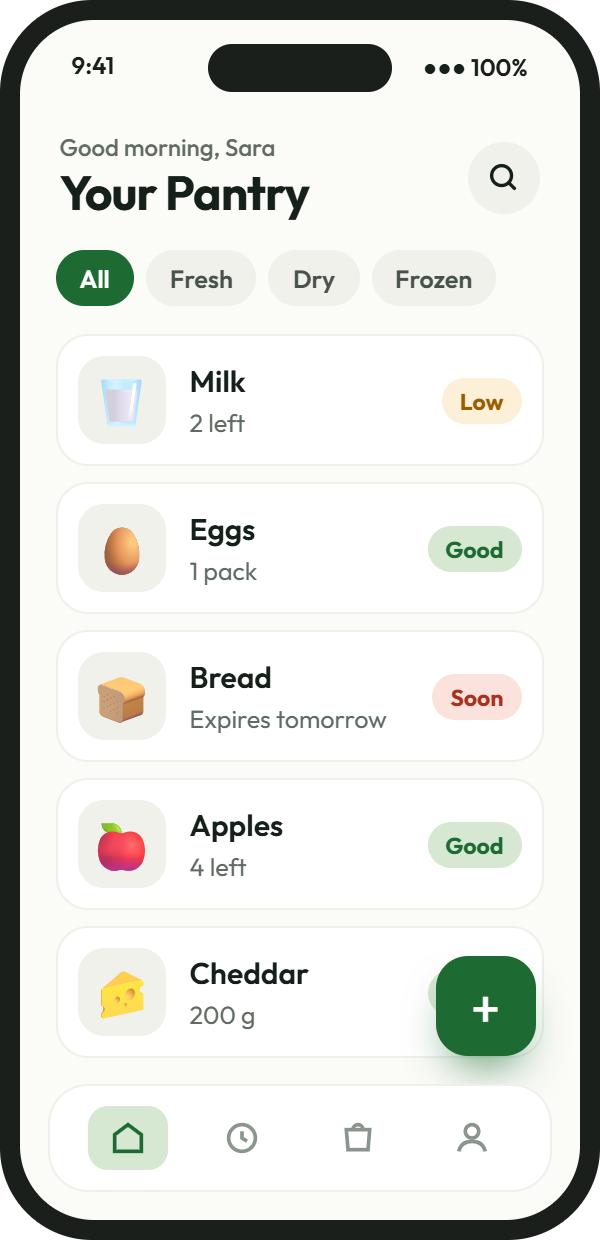 9:41
●●● 100%
Good morning, Sara
Your Pantry
All Fresh Dry Frozen
Milk
2 left
Low
Eggs
1 pack
Good
Bread
Expires tomorrow
Soon
Apples
4 left
Good
Cheddar
200 g
+